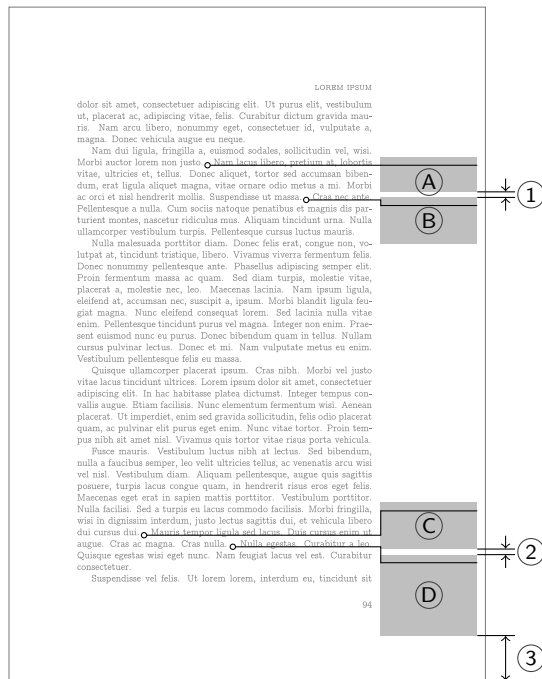 LOREM IPSUM
dolor sit amet, consectetuer adipiscing elit. Ut purus elit, vestibulum
ut, placerat ac, adipiscing vitae, felis. Curabitur dictum gravida mau-
ris. Nam arcu libero, nonummy eget, consectetuer id, vulputate a,
magna. Donec vehicula augue eu neque.
Nam dui ligula, fringilla a, euismod sodales, sollicitudin vel, wisi.
Morbi auctor lorem non justo. Nam lacus libero, pretium at, lobortis
vitae, ultricies et, tellus. Donec aliquet, tortor sed accumsan biben-
dum, erat ligula aliquet magna, vitae ornare odio metus a mi. Morbi
ac orci et nisl hendrerit mollis. Suspendisse ut massa. Cras nec ante.
Pellentesque a nulla. Cum sociis natoque penatibus et magnis dis par-
turient montes, nascetur ridiculus mus. Aliquam tincidunt urna. Nulla
ullamcorper vestibulum turpis. Pellentesque cursus luctus mauris.
Nulla malesuada porttitor diam. Donec felis erat, congue non, vo-
lutpat at, tincidunt tristique, libero. Vivamus viverra fermentum felis.
Donec nonummy pellentesque ante. Phasellus adipiscing semper elit.
Proin fermentum massa ac quam. Sed diam turpis, molestie vitae,
placerat a, molestie nec, leo. Maecenas lacinia. Nam ipsum ligula,
eleifend at, accumsan nec, suscipit a, ipsum. Morbi blandit ligula feu-
giat magna. Nunc eleifend consequat lorem. Sed lacinia nulla vitae
enim. Pellentesque tincidunt purus vel magna. Integer non enim. Prae-
sent euismod nunc eu purus. Donec bibendum quam in tellus. Nullam
cursus pulvinar lectus. Donec et mi. Nam vulputate metus eu enim.
Vestibulum pellentesque felis eu massa.
Quisque ullamcorper placerat ipsum. Cras nibh. Morbi vel justo
vitae lacus tincidunt ultrices. Lorem ipsum dolor sit amet, consectetuer
adipiscing elit. In hac habitasse platea dictumst. Integer tempus con-
vallis augue. Etiam facilisis. Nunc elementum fermentum wisi. Aenean
placerat. Ut imperdiet, enim sed gravida sollicitudin, felis odio placerat
quam, ac pulvinar elit purus eget enim. Nunc vitae tortor. Proin tem-
pus nibh sit amet nisl. Vivamus quis tortor vitae risus porta vehicula.
Fusce mauris. Vestibulum luctus nibh at lectus. Sed bibendum,
nulla a faucibus semper, leo velit ultricies tellus, ac venenatis arcu wisi
vel nisl. Vestibulum diam. Aliquam pellentesque, augue quis sagittis
posuere, turpis lacus congue quam, in hendrerit risus eros eget felis.
Maecenas eget erat in sapien mattis porttitor. Vestibulum porttitor.
Nulla facilisi. Sed a turpis eu lacus commodo facilisis. Morbi fringilla,
wisi in dignissim interdum, justo lectus sagittis dui, et vehicula libero
dui cursus dui. Mauris tempor ligula sed lacus. Duis cursus enim ut
augue. Cras ac magna. Cras nulla. Nulla egestas. Curabitur a leo.
Quisque egestas wisi eget nunc. Nam feugiat lacus vel est. Curabitur
consectetuer.
Suspendisse vel felis. Ut lorem lorem, interdum eu, tincidunt sit
94
A
1
B
C
2
D
3